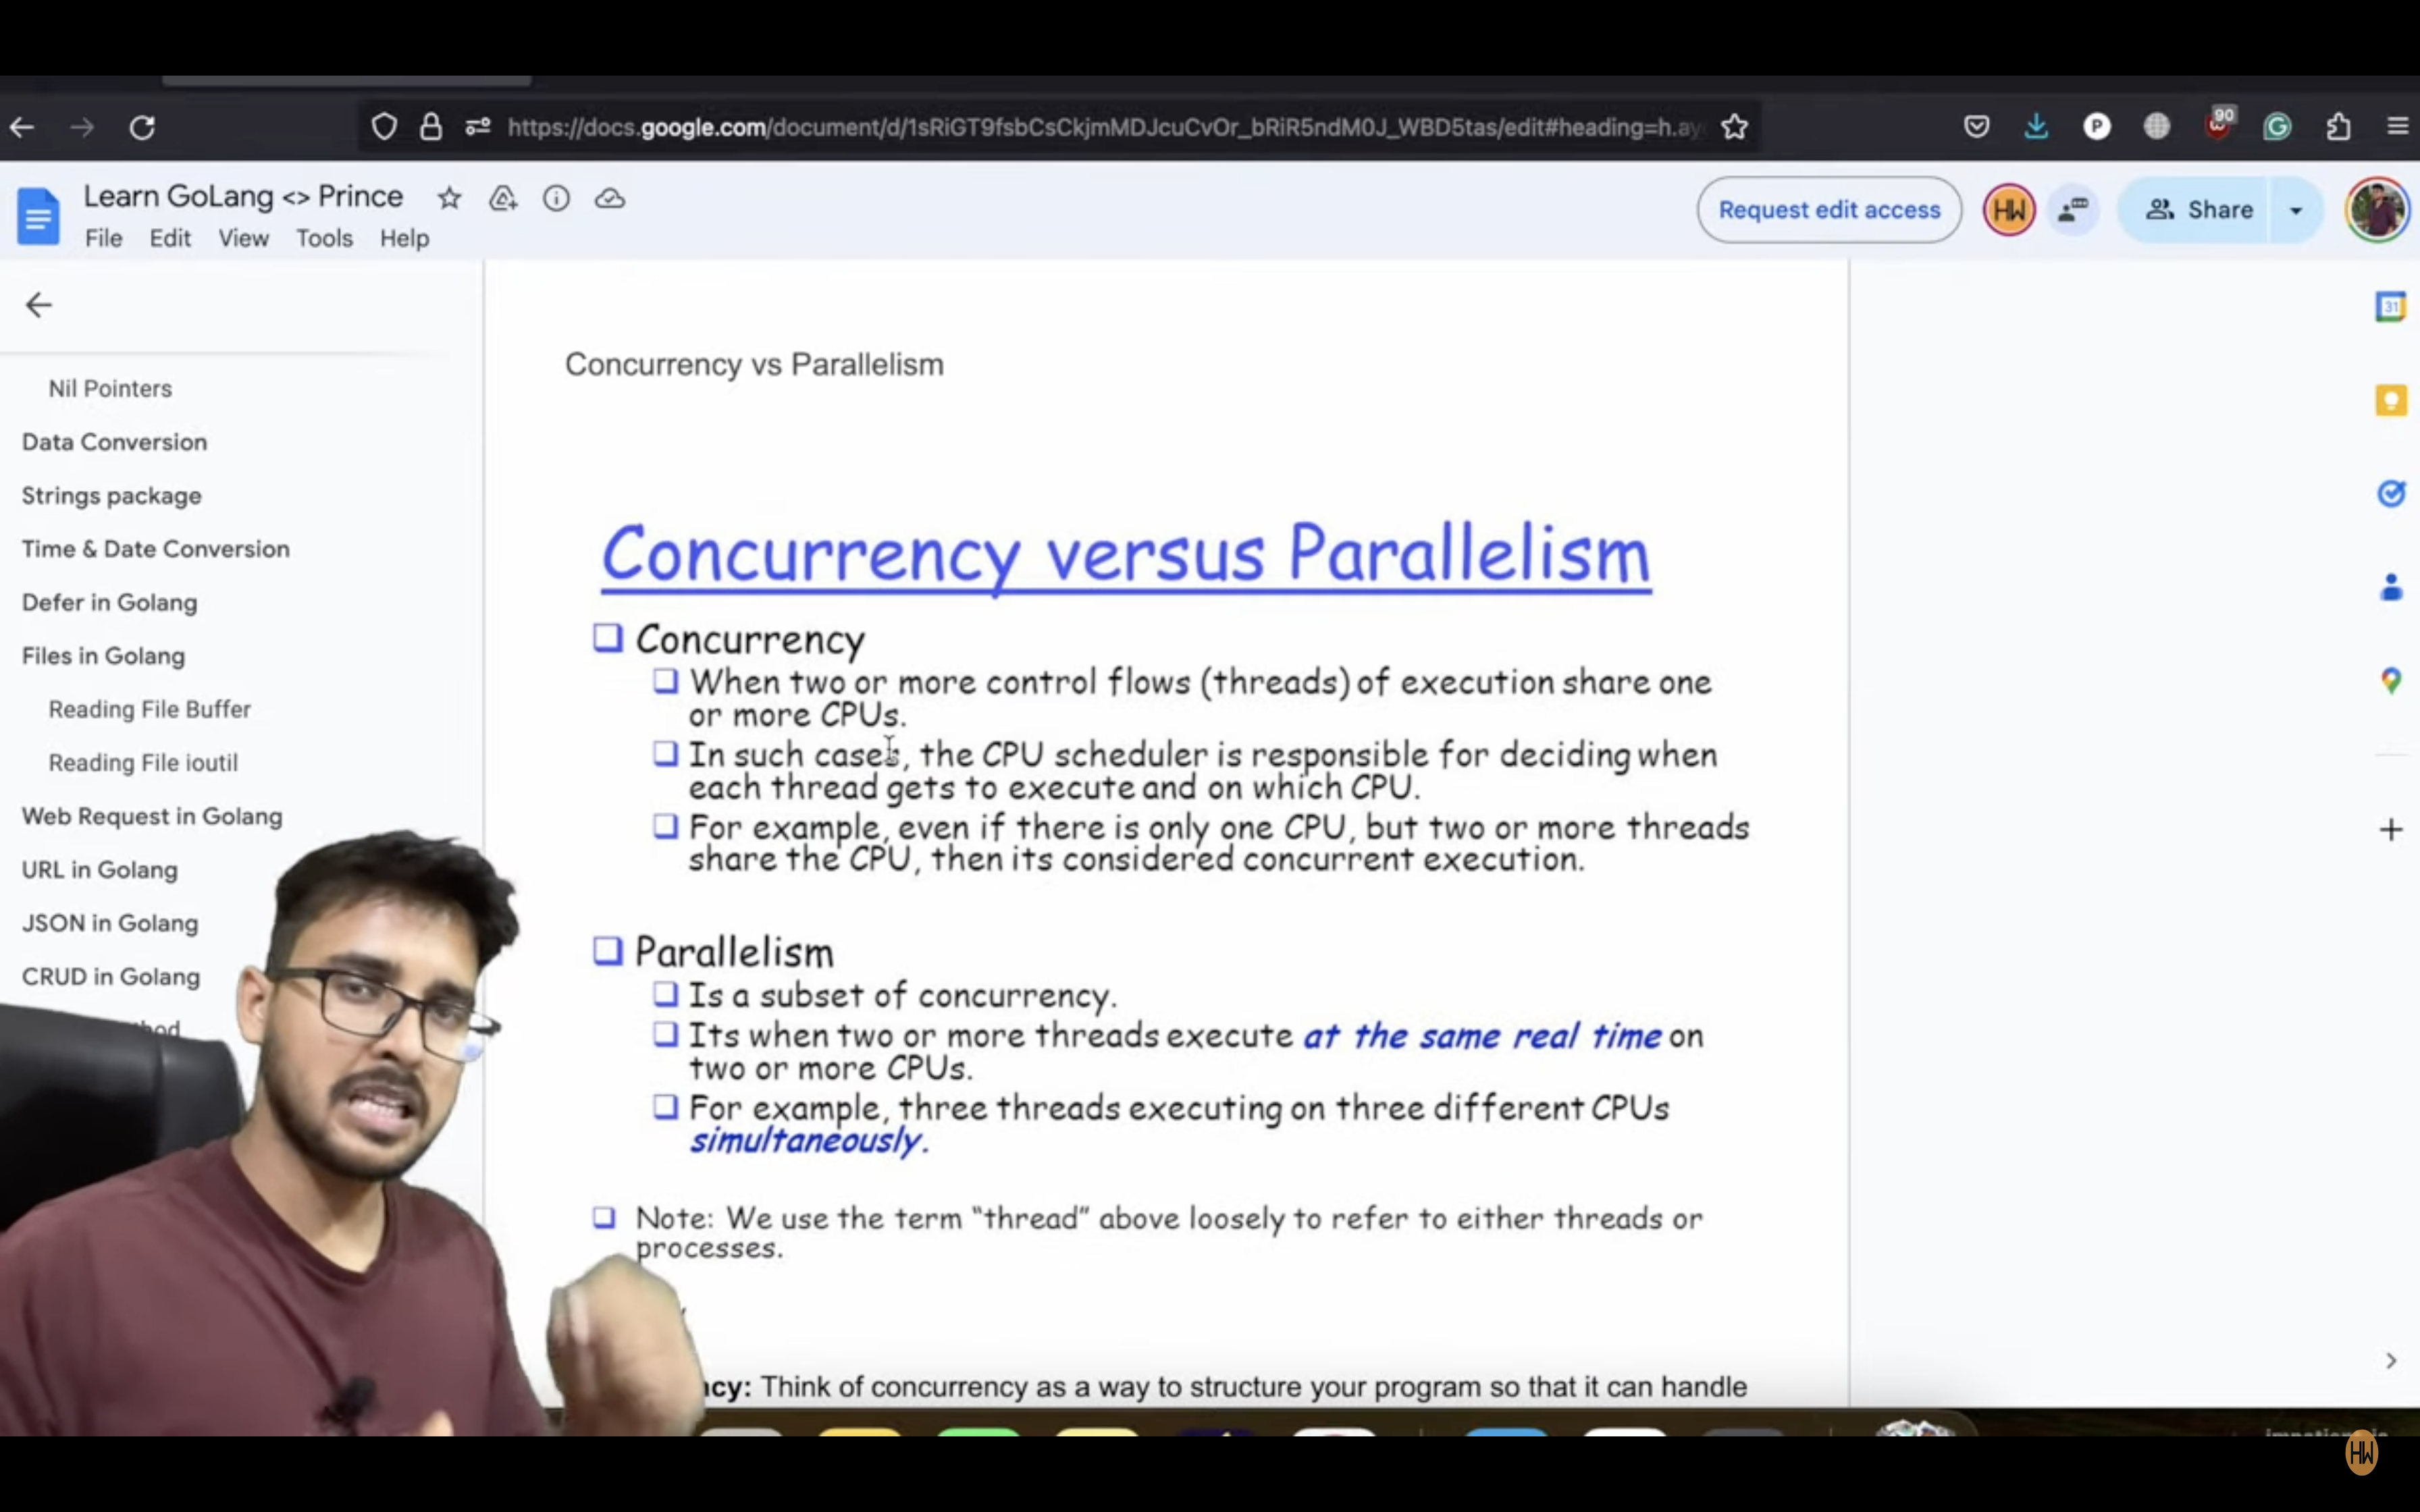 https://docs.google.com/document/d/1sRiGT9fsbCsCkjmMDJcuCvOr_bRiR5ndM0J_WBD5tas/edit#heading=h.ay
90
Learn GoLang <> Prince
File Edit View Tools Help
Request edit access
HW
Share
31
Nil Pointers
Data Conversion
Strings package
Time & Date Conversion
Defer in Golang
Files in Golang
Reading File Buffer
Reading File ioutil
Web Request in Golang
URL in Golang
JSON in Golang
CRUD in Golang
Concurrency vs Parallelism
Concurrency versus Parallelism
Concurrency
When two or more control flows (threads) of execution share one
or more CPUs.
In such cases, the CPU scheduler is responsible for deciding when
each thread gets to execute and on which CPU.
For example, even if there is only one CPU, but two or more threads
share the CPU, then its considered concurrent execution.
Parallelism
Is a subset of concurrency.
Its when two or more threads execute at the same real time on
two or more CPUs.
For example, three threads executing on three different CPUs
simultaneously.
Note: We use the term “thread” above loosely to refer to either threads or
processes.
ncy: Think of concurrency as a way to structure your program so that it can handle
HW